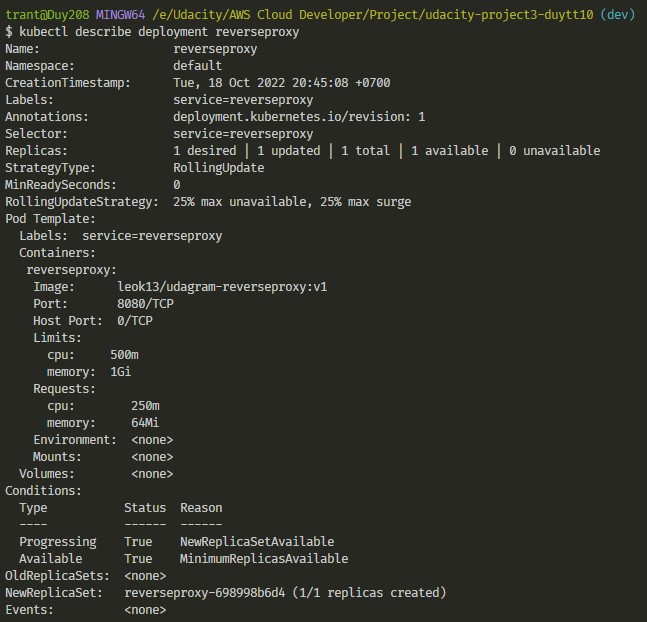 trant@Duy208 MINGW64 /e/Udacity/AWS Cloud Developer/Project/udacity-project3-duytt10 (dev)
$ kubectl describe deployment reverseproxy
Name:                   reverseproxy
Namespace:              default
CreationTimestamp:      Tue, 18 Oct 2022 20:45:08 +0700
Labels:                 service=reverseproxy
Annotations:            deployment.kubernetes.io/revision: 1
Selector:               service=reverseproxy
Replicas:               1 desired | 1 updated | 1 total | 1 available | 0 unavailable
StrategyType:           RollingUpdate
MinReadySeconds:        0
RollingUpdateStrategy:  25% max unavailable, 25% max surge
Pod Template:
  Labels:  service=reverseproxy
  Containers:
   reverseproxy:
    Image:      leok13/udagram-reverseproxy:v1
    Port:       8080/TCP
    Host Port:  0/TCP
    Limits:
      cpu:     500m
      memory:  1Gi
    Requests:
      cpu:        250m
      memory:     64Mi
    Environment:  <none>
    Mounts:       <none>
  Volumes:        <none>
Conditions:
  Type           Status  Reason
  ----           ------  ------
  Progressing    True    NewReplicaSetAvailable
  Available      True    MinimumReplicasAvailable
OldReplicaSets:  <none>
NewReplicaSet:   reverseproxy-698998b6d4 (1/1 replicas created)
Events:          <none>